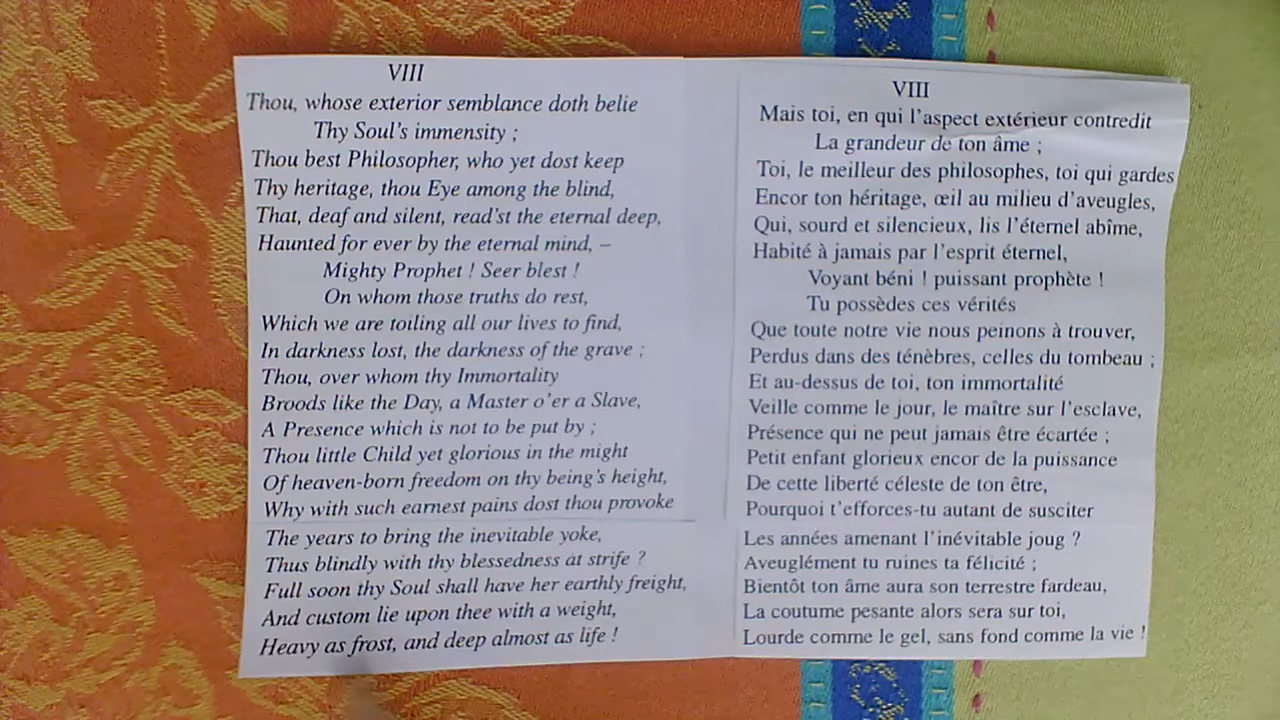 VIII
Thou, whose exterior semblance doth belie
Thy Soul's immensity ;
Thou best Philosopher, who yet dost keep
Thy heritage, thou Eye among the blind,
That, deaf and silent, read'st the eternal deep,
Haunted for ever by the eternal mind, –
Mighty Prophet ! Seer blest !
On whom those truths do rest,
Which we are toiling all our lives to find,
In darkness lost, the darkness of the grave ;
Thou, over whom thy Immortality
Broods like the Day, a Master o'er a Slave,
A Presence which is not to be put by ;
Thou little Child yet glorious in the might
Of heaven-born freedom on thy being's height,
Why with such earnest pains dost thou provoke
The years to bring the inevitable yoke,
Thus blindly with thy blessedness at strife ?
Full soon thy Soul shall have her earthly freight,
And custom lie upon thee with a weight,
Heavy as frost, and deep almost as life !
VIII
Mais toi, en qui l'aspect extérieur contredit
La grandeur de ton âme ;
Toi, le meilleur des philosophes, toi qui gardes
Encor ton héritage, œil au milieu d'aveugles,
Qui, sourd et silencieux, lis l'éternel abîme,
Habité à jamais par l'esprit éternel,
Voyant béni ! puissant prophète !
Tu possèdes ces vérités
Que toute notre vie nous peinons à trouver,
Perdus dans des ténèbres, celles du tombeau ;
Et au-dessus de toi, ton immortalité
Veille comme le jour, le maître sur l'esclave,
Présence qui ne peut jamais être écartée ;
Petit enfant glorieux encor de la puissance
De cette liberté céleste de ton être,
Pourquoi t'efforces-tu autant de susciter
Les années amenant l'inévitable joug ?
Aveuglément tu ruines ta félicité ;
Bientôt ton âme aura son terrestre fardeau,
La coutume pesante alors sera sur toi,
Lourde comme le gel, sans fond comme la vie !